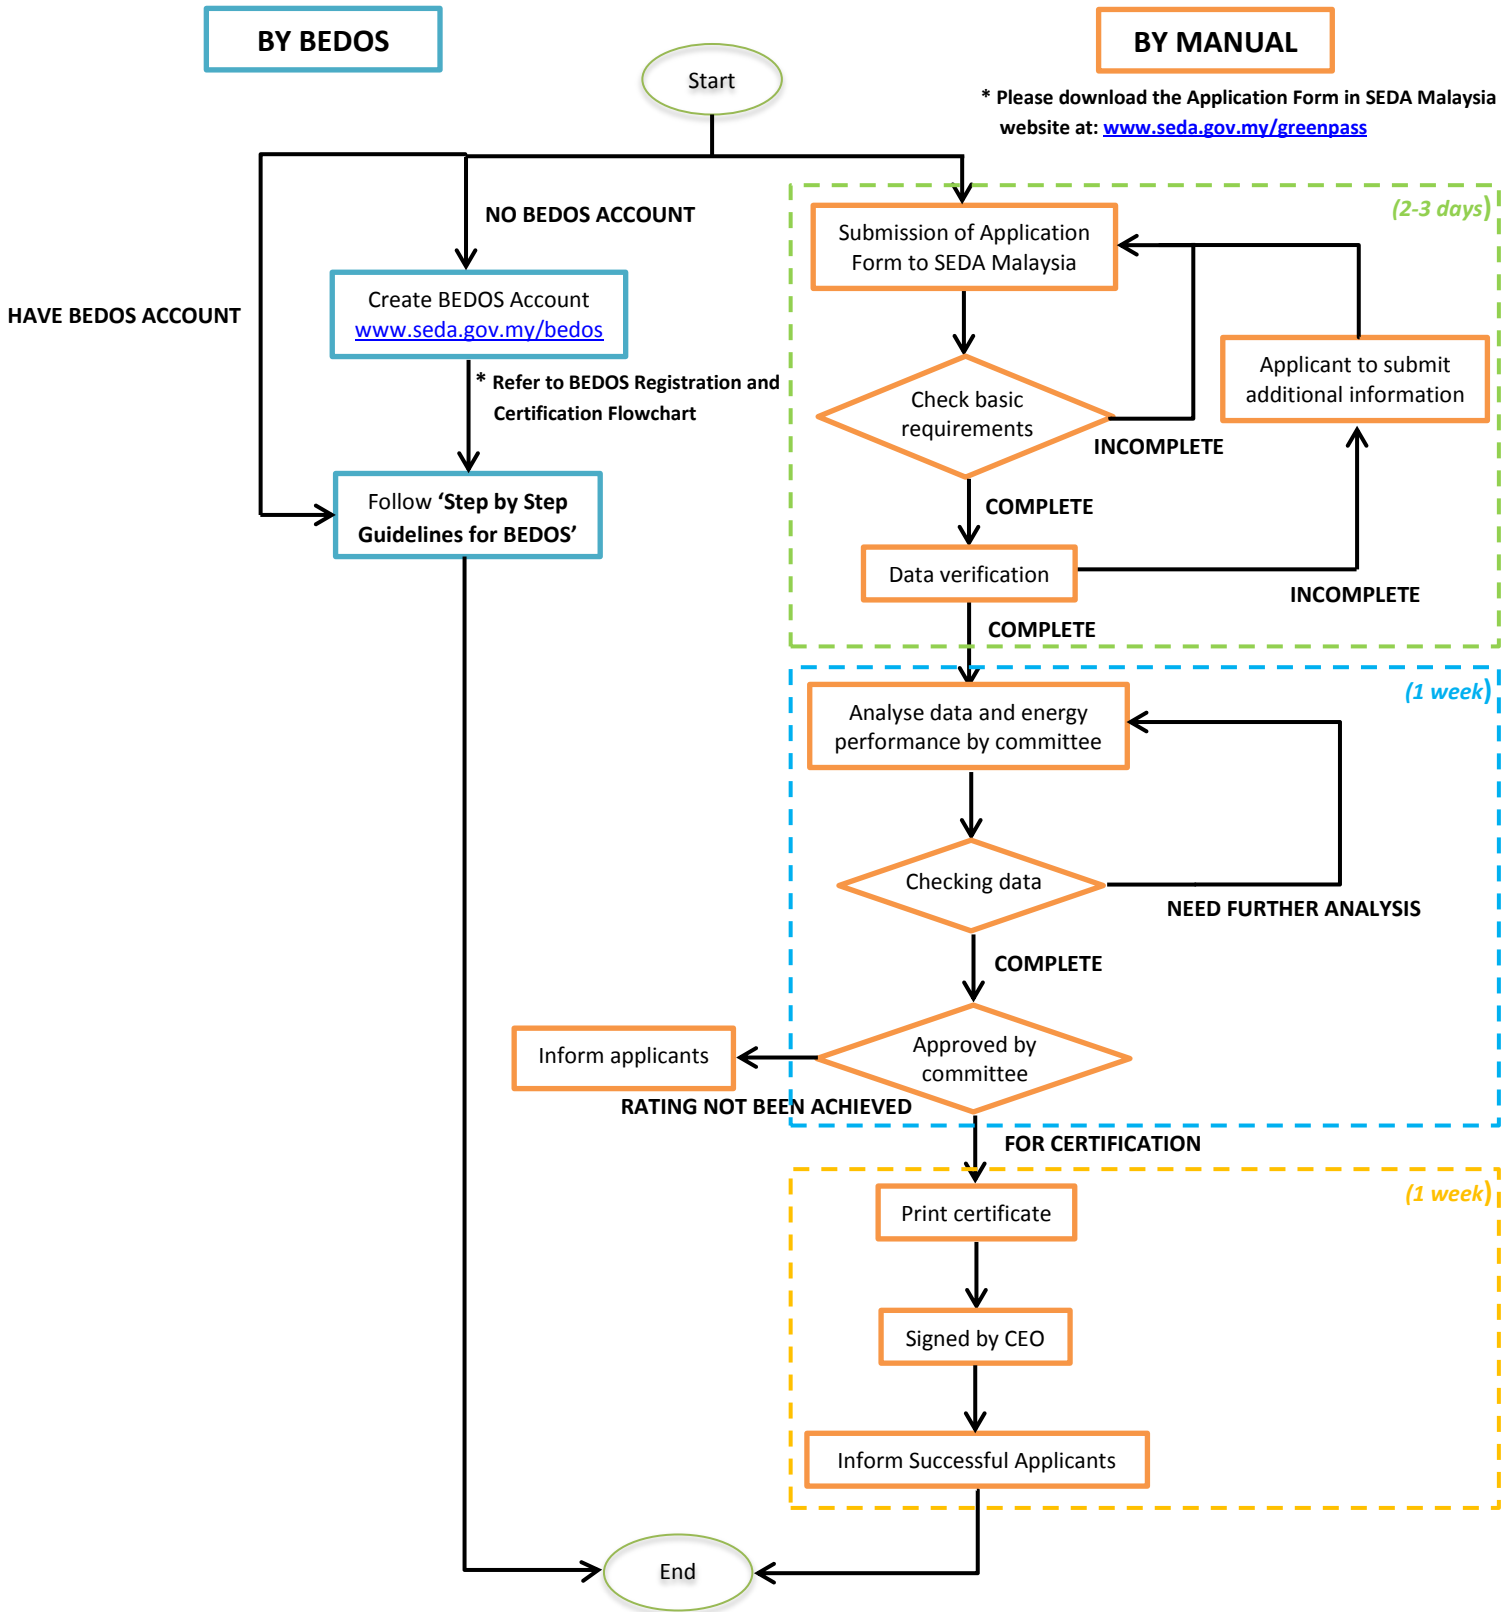 BY BEDOS
BY MANUAL
Start
* Please download the Application Form in SEDA Malaysia
website at: www.seda.gov.my/greenpass
(2-3 days)
NO BEDOS ACCOUNT
Submission of Application
Form to SEDA Malaysia
HAVE BEDOS ACCOUNT
Create BEDOS Account
www.seda.gov.my/bedos
* Refer to BEDOS Registration and
Certification Flowchart
Check basic
requirements
INCOMPLETE
Applicant to submit
additional information
Follow ‘Step by Step
Guidelines for BEDOS’
COMPLETE
Data verification
INCOMPLETE
COMPLETE
(1 week)
Analyse data and energy
performance by committee
Checking data
NEED FURTHER ANALYSIS
COMPLETE
Inform applicants
Approved by
committee
RATING NOT BEEN ACHIEVED
FOR CERTIFICATION
(1 week)
Print certificate
Signed by CEO
Inform Successful Applicants
End